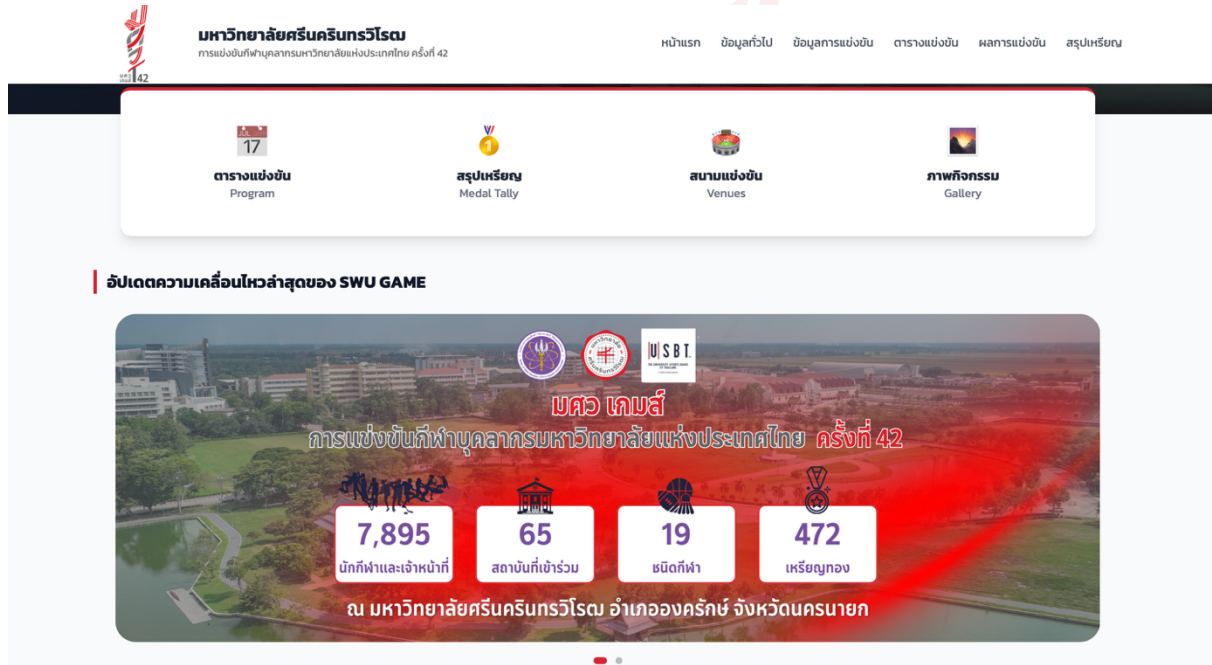 มหาวิทยาลัยศรีนครินทรวิโรฒ
การแข่งขันกีฬาบุคลากรมหาวิทยาลัยแห่งประเทศไทย ครั้งที่ 42
หน้าแรก ข้อมูลทั่วไป ข้อมูลการแข่งขัน ตารางแข่งขัน ผลการแข่งขัน สรุปเหรียญ
มศว
เกมส์ 42
JUL
17
1
ตารางแข่งขัน สรุปเหรียญ สนามแข่งขัน ภาพกิจกรรม
Program Medal Tally Venues Gallery
อัปเดตความเคลื่อนไหวล่าสุดของ SWU GAME
U S B T.
มศว เกมส์
การแข่งขันกีฬาบุคลากรมหาวิทยาลัยแห่งประเทศไทย ครั้งที่ 42
7,895 65 19 472
นักกีฬาและเจ้าหน้าที่ สถาบันที่เข้าร่วม ชนิดกีฬา เหรียญทอง
ณ มหาวิทยาลัยศรีนครินทรวิโรฒ อำเภอองครักษ์ จังหวัดนครนายก